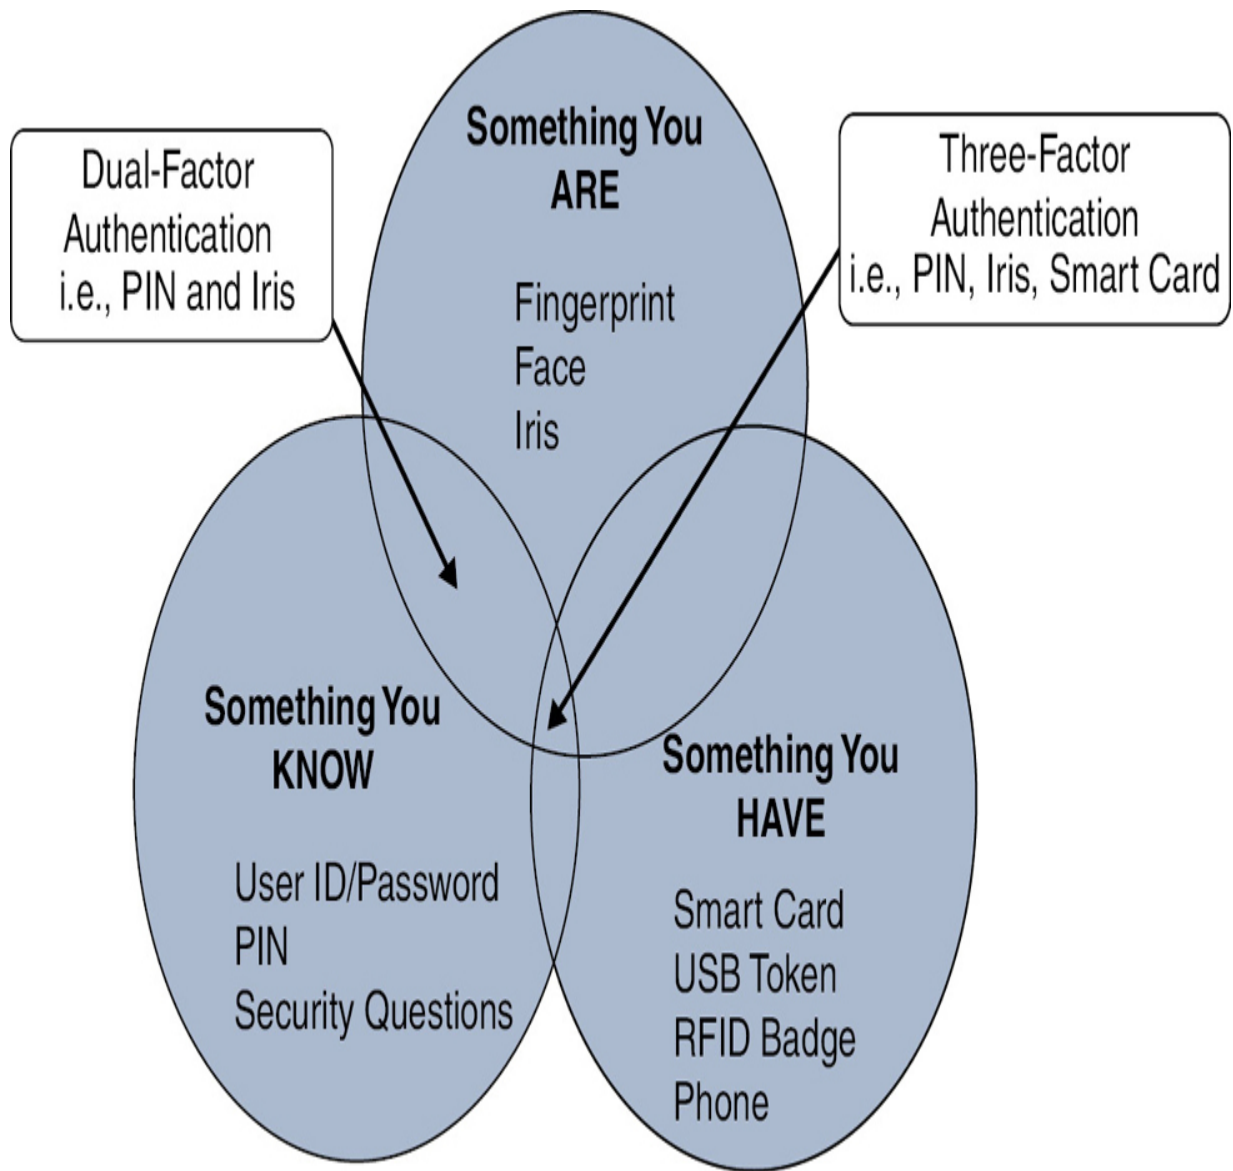 Something You
ARE
Fingerprint
Face
Iris
Dual-Factor
Authentication
i.e., PIN and Iris
Three-Factor
Authentication
i.e., PIN, Iris, Smart Card
Something You
KNOW
User ID/Password
PIN
Security Questions
Something You
HAVE
Smart Card
USB Token
RFID Badge
Phone